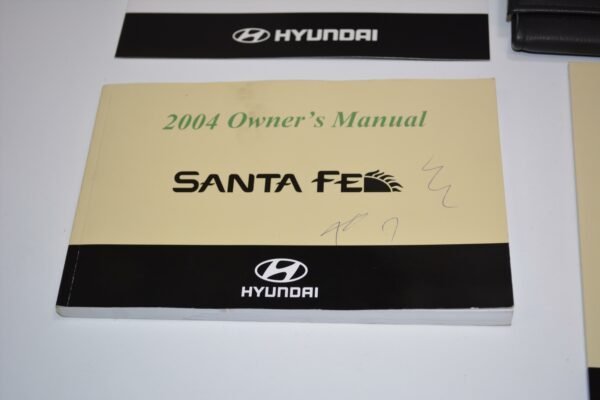 HYUNDAI
2004 Owner's Manual
SANTA FE
HYUNDAI